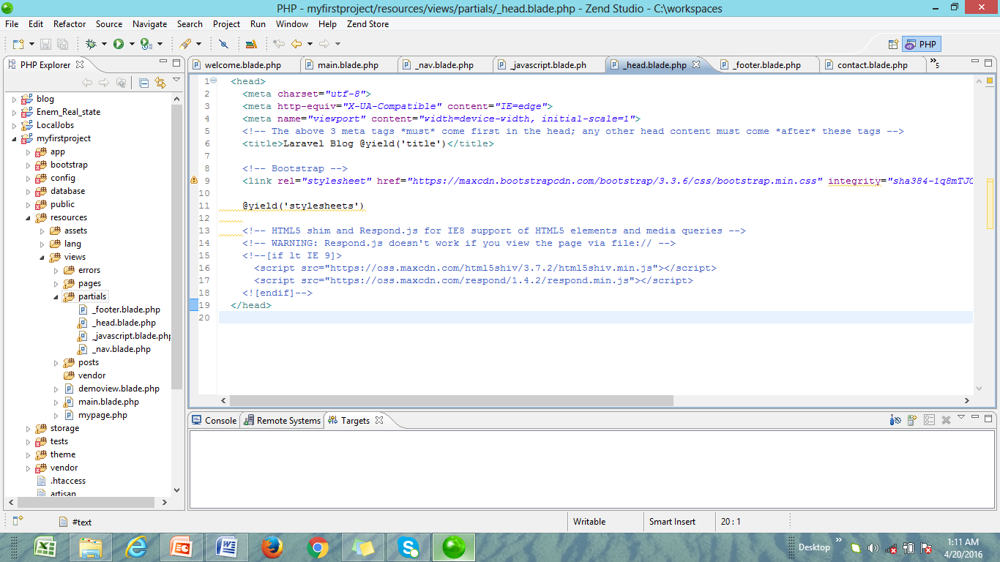 PHP - myfirstproject/resources/views/partials/_head.blade.php - Zend Studio - C:\workspaces
File Edit Refactor Source Navigate Search Project Run Window Help Zend Store
PHP
PHP Explorer
blog
Enem_Real_state
LocalJobs
myfirstproject
app
bootstrap
config
database
public
resources
assets
lang
views
errors
pages
partials
_footer.blade.php
_head.blade.php
_javascript.blade.php
_nav.blade.php
posts
vendor
demoview.blade.php
main.blade.php
mypage.php
storage
tests
theme
vendor
.htaccess
artisan
welcome.blade.php main.blade.php _nav.blade.php _javascript.blade.ph _head.blade.php _footer.blade.php contact.blade.php »5
1 <head>
2 <meta charset="utf-8">
3 <meta http-equiv="X-UA-Compatible" content="IE=edge">
4 <meta name="viewport" content="width=device-width, initial-scale=1">
5 <!-- The above 3 meta tags *must* come first in the head; any other head content must come *after* these tags -->
6 <title>Laravel Blog @yield('title')</title>
7
8 <!-- Bootstrap -->
9 <link rel="stylesheet" href="https://maxcdn.bootstrapcdn.com/bootstrap/3.3.6/css/bootstrap.min.css" integrity="sha384-1q8mTJO
10
11 @yield('stylesheets')
12
13 <!-- HTML5 shim and Respond.js for IE8 support of HTML5 elements and media queries -->
14 <!-- WARNING: Respond.js doesn't work if you view the page via file:// -->
15 <!--[if lt IE 9]>
16 <script src="https://oss.maxcdn.com/html5shiv/3.7.2/html5shiv.min.js"></script>
17 <script src="https://oss.maxcdn.com/respond/1.4.2/respond.min.js"></script>
18 <![endif]-->
19 </head>
20
Console Remote Systems Targets
#text Writable Smart Insert 20 : 1
Desktop » 1:11 AM
4/20/2016